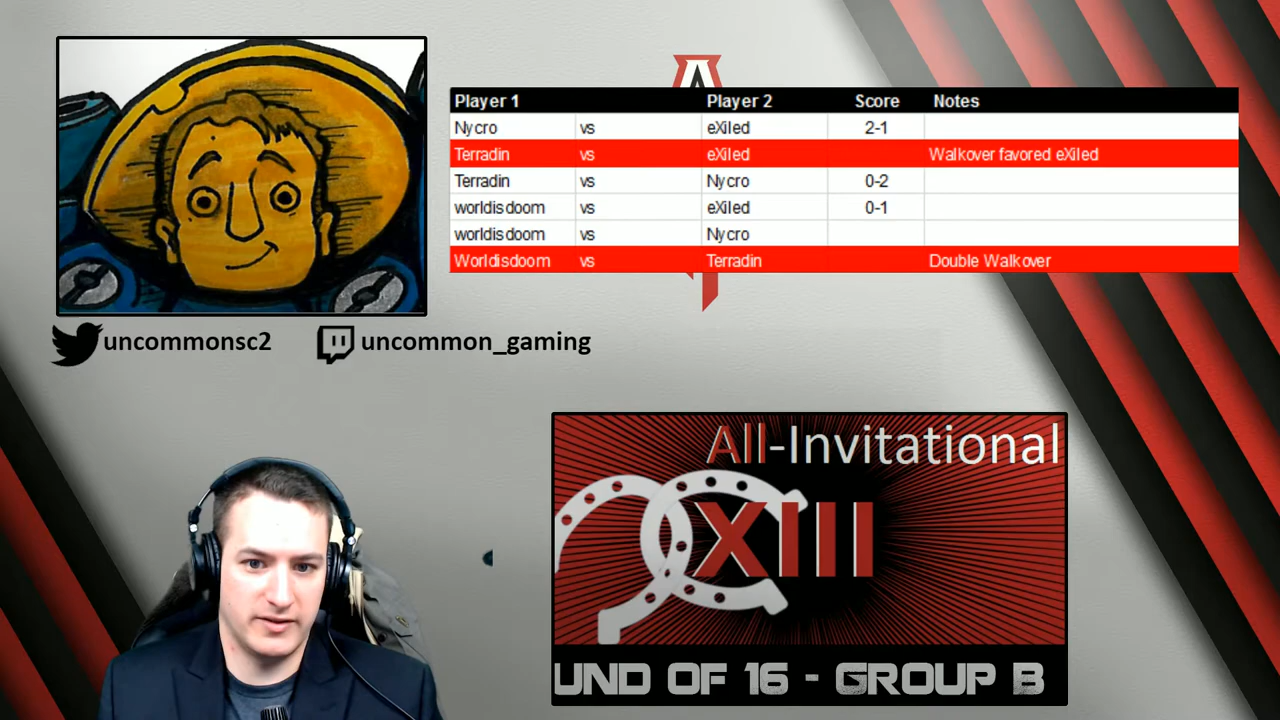 Player 1 Player 2 Score Notes
Nycro vs eXiled 2-1
Terradin vs eXiled Walkover favored eXiled
Terradin vs Nycro 0-2
worldisdoom vs eXiled 0-1
worldisdoom vs Nycro
Worldisdoom vs Terradin Double Walkover
uncommonsc2 uncommon_gaming
All-Invitational
XIII
UND OF 16 - GROUP B